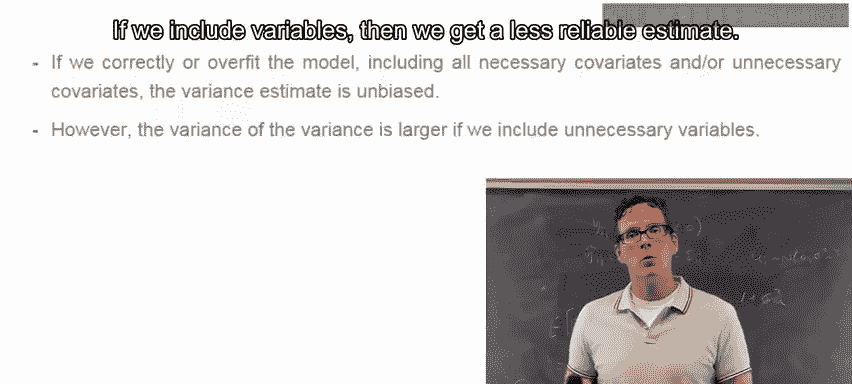 If we include variables, then we get a less reliable estimate.
- If we correctly or overfit the model, including all necessary covariates and/or unnecessary
covariates, the variance estimate is unbiased.
- However, the variance of the variance is larger if we include unnecessary variables.